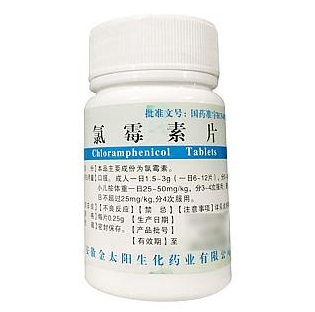 批准文号：国药准字
氯霉素片
Chloramphenicol Tablets
份】本品主要成份为氯霉素。
口服。成人一日1.5-3g（一日6-12片），分
小儿按体重一日25-50mg/kg，分3-4次服用
日不超过25mg/kg，分4次服用。
【不良反应】【禁 忌】【注意事项】
每片0.25g 【生产日期】
密封保存。 【产品批号】
【有效期】至
金太阳生化药业有限公